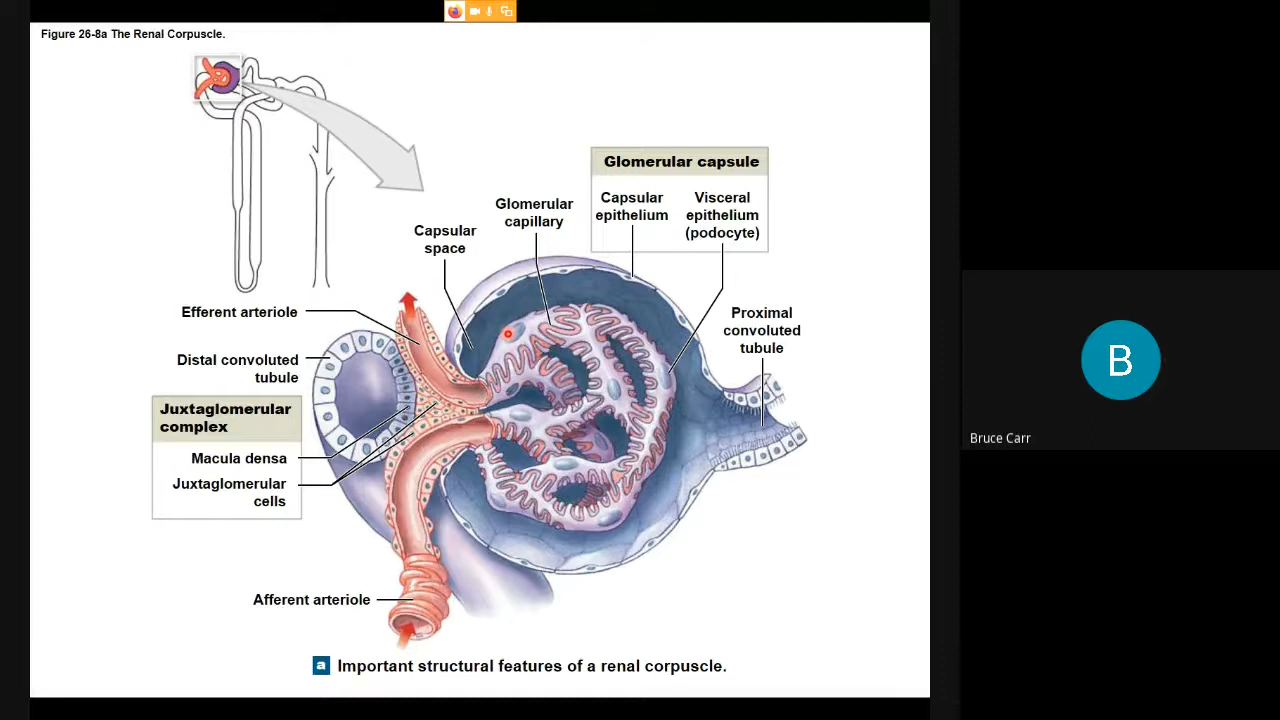 Figure 26-8a The Renal Corpuscle.
Glomerular capsule
Capsular
epithelium
Visceral
epithelium
(podocyte)
Glomerular
capillary
Capsular
space
Efferent arteriole
Distal convoluted
tubule
Proximal
convoluted
tubule
Juxtaglomerular
complex
Macula densa
Juxtaglomerular
cells
Afferent arteriole
a Important structural features of a renal corpuscle.
B
Bruce Carr